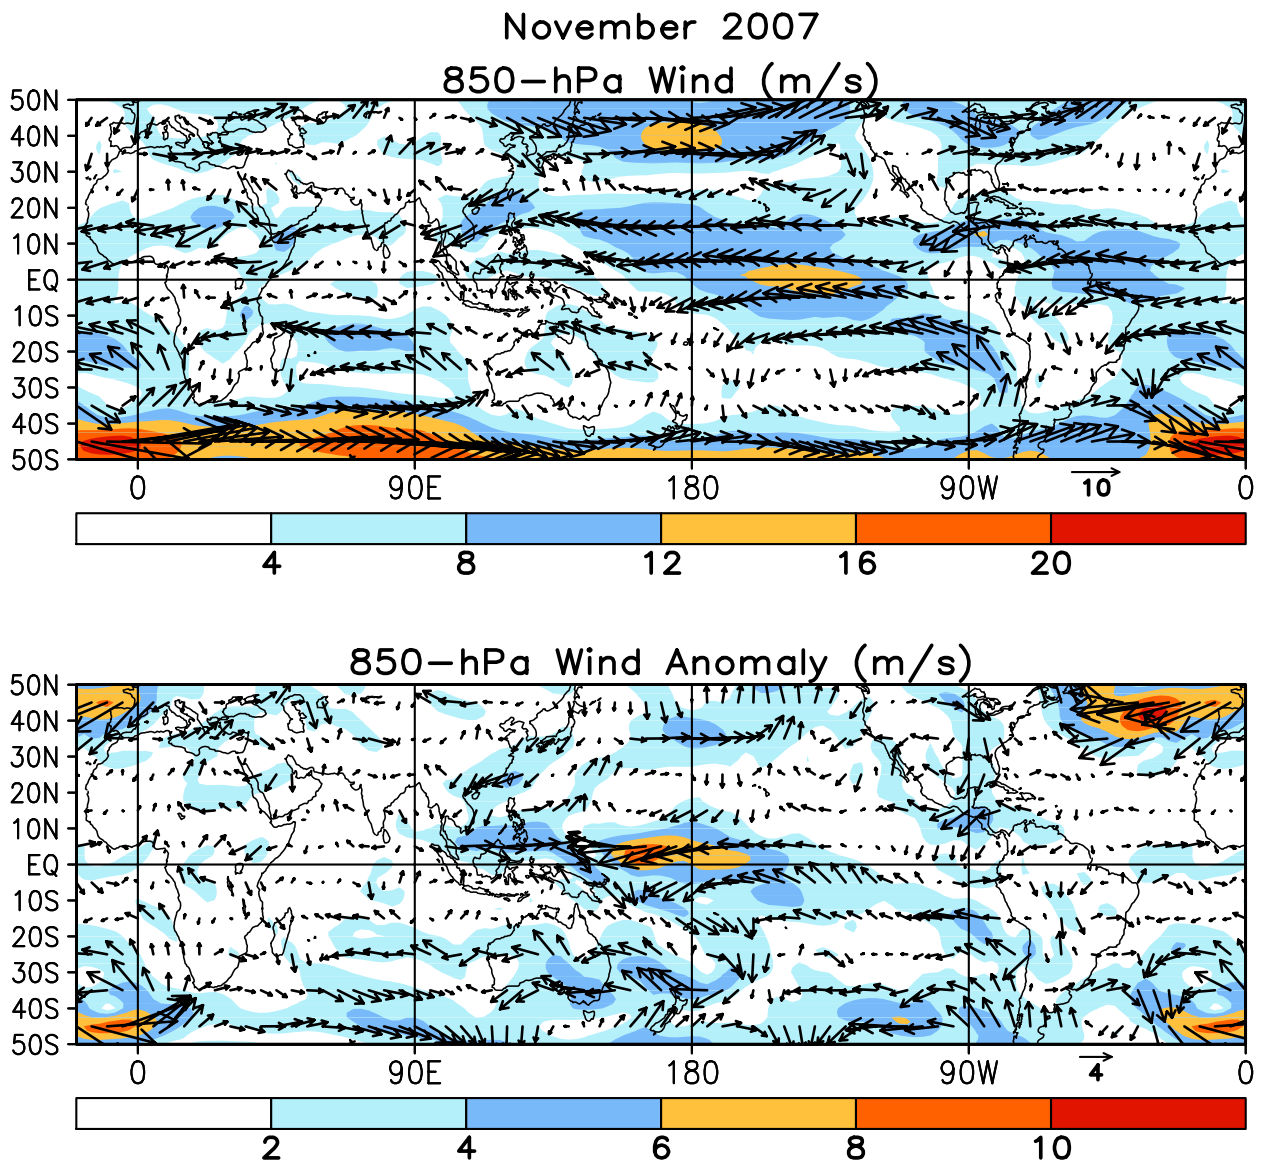 November 2007
850-hPa Wind (m/s)
50N
40N
30N
20N
10N
EQ
10S
20S
30S
40S
50S
0 90E 180 90W 0
10
4 8 12 16 20
850-hPa Wind Anomaly (m/s)
50N
40N
30N
20N
10N
EQ
10S
20S
30S
40S
50S
0 90E 180 90W 0
4
2 4 6 8 10